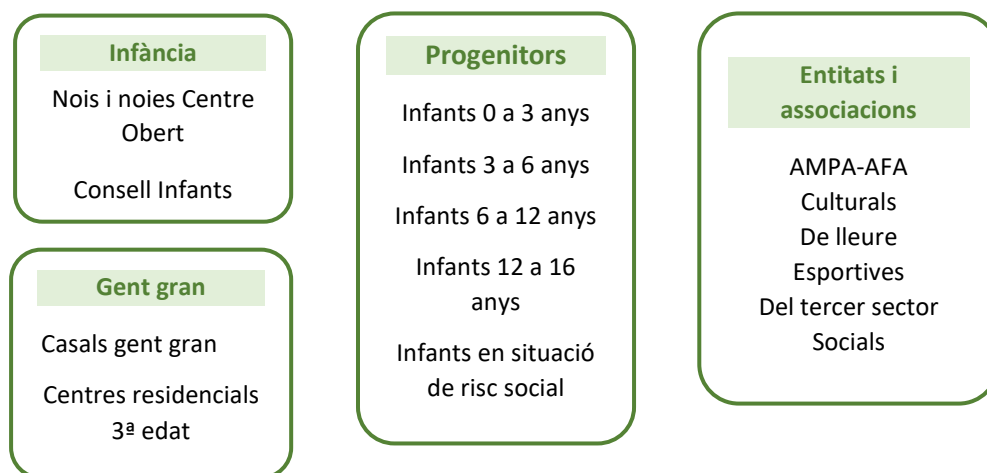 Infància
Nois i noies Centre
Obert
Consell Infants
Gent gran
Casals gent gran
Centres residencials
3ª edat
Progenitors
Infants 0 a 3 anys
Infants 3 a 6 anys
Infants 6 a 12 anys
Infants 12 a 16
anys
Infants en situació
de risc social
Entitats i
associacions
AMPA-AFA
Culturals
De lleure
Esportives
Del tercer sector
Socials